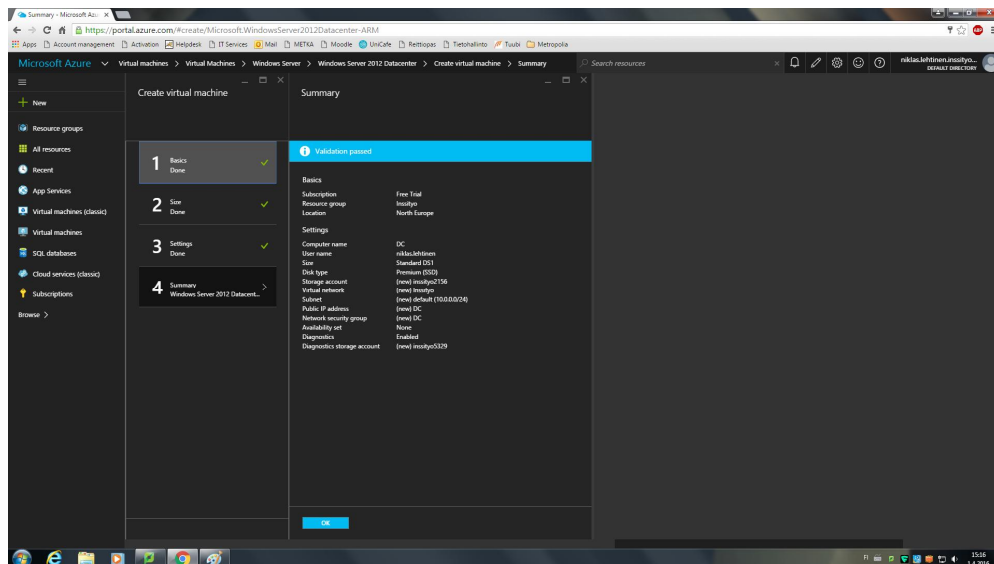 Summary - Microsoft Azu
https://portal.azure.com/#create/Microsoft.WindowsServer2012Datacenter-ARM
Apps Account management Activation Helpdesk IT Services Mail METKA Moodle UniCafe Reittiopas Tietohallinto Tuubi Metropolia
Microsoft Azure Virtual machines > Virtual Machines > Windows Server > Windows Server 2012 Datacenter > Create virtual machine > Summary
Search resources
niklas.lehtinen.inssityo...
DEFAULT DIRECTORY
New
Resource groups
All resources
Recent
App Services
Virtual machines (classic)
Virtual machines
SQL databases
Cloud services (classic)
Subscriptions
Browse >
Create virtual machine
1 Basics
Done
2 Size
Done
3 Settings
Done
4 Summary
Windows Server 2012 Datacent...
Summary
Validation passed
Basics
Subscription Free Trial
Resource group Inssityo
Location North Europe
Settings
Computer name DC
User name niklas.lehtinen
Size Standard DS1
Disk type Premium (SSD)
Storage account (new) inssityo2156
Virtual network (new) Inssityo
Subnet (new) default (10.0.0.0/24)
Public IP address (new) DC
Network security group (new) DC
Availability set None
Diagnostics Enabled
Diagnostics storage account (new) inssityo5329
OK
FI
15:16
1.4.2016